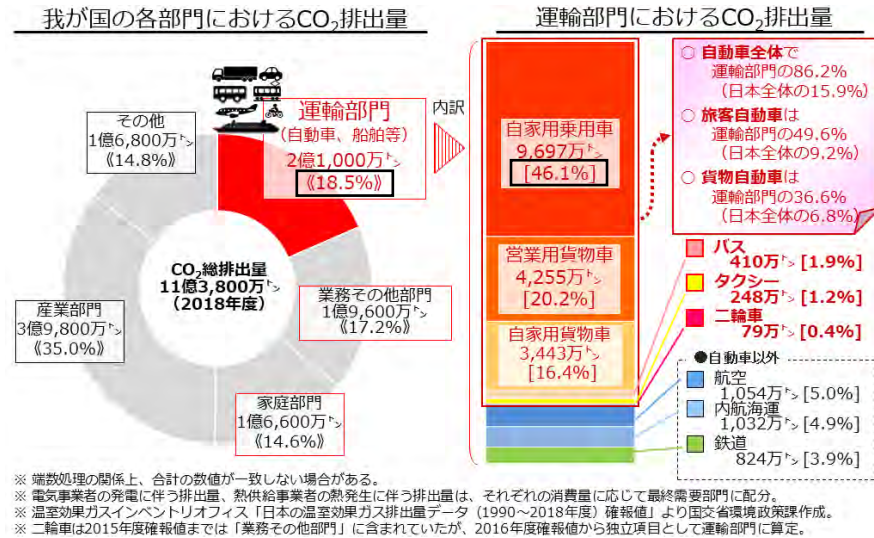 我が国の各部門におけるCO₂排出量
その他
1億6,800万㌧
《14.8%》
運輸部門
(自動車、船舶等)
2億1,000万㌧
《18.5%》
内訳
CO₂総排出量
11億3,800万㌧
(2018年度)
産業部門
3億9,800万㌧
《35.0%》
業務その他部門
1億9,600万㌧
《17.2%》
家庭部門
1億6,600万㌧
《14.6%》
運輸部門におけるCO₂排出量
自家用乗用車
9,697万㌧
[46.1%]
営業用貨物車
4,255万㌧
[20.2%]
自家用貨物車
3,443万㌧
[16.4%]
○ 自動車全体で
運輸部門の86.2%
(日本全体の15.9%)
○ 旅客自動車は
運輸部門の49.6%
(日本全体の9.2%)
○ 貨物自動車は
運輸部門の36.6%
(日本全体の6.8%)
バス
410万㌧ [1.9%]
タクシー
248万㌧ [1.2%]
二輪車
79万㌧ [0.4%]
●自動車以外
航空
1,054万㌧ [5.0%]
内航海運
1,032万㌧ [4.9%]
鉄道
824万㌧ [3.9%]
※ 端数処理の関係上、合計の数値が一致しない場合がある。
※ 電気事業者の発電に伴う排出量、熱供給事業者の熱発生に伴う排出量は、それぞれの消費量に応じて最終需要部門に配分。
※ 温室効果ガスインベントリオフィス「日本の温室効果ガス排出量データ(1990~2018年度)確報値」より国交省環境政策課作成。
※ 二輪車は2015年度確報値までは「業務その他部門」に含まれていたが、2016年度確報値から独立項目として運輸部門に算定。